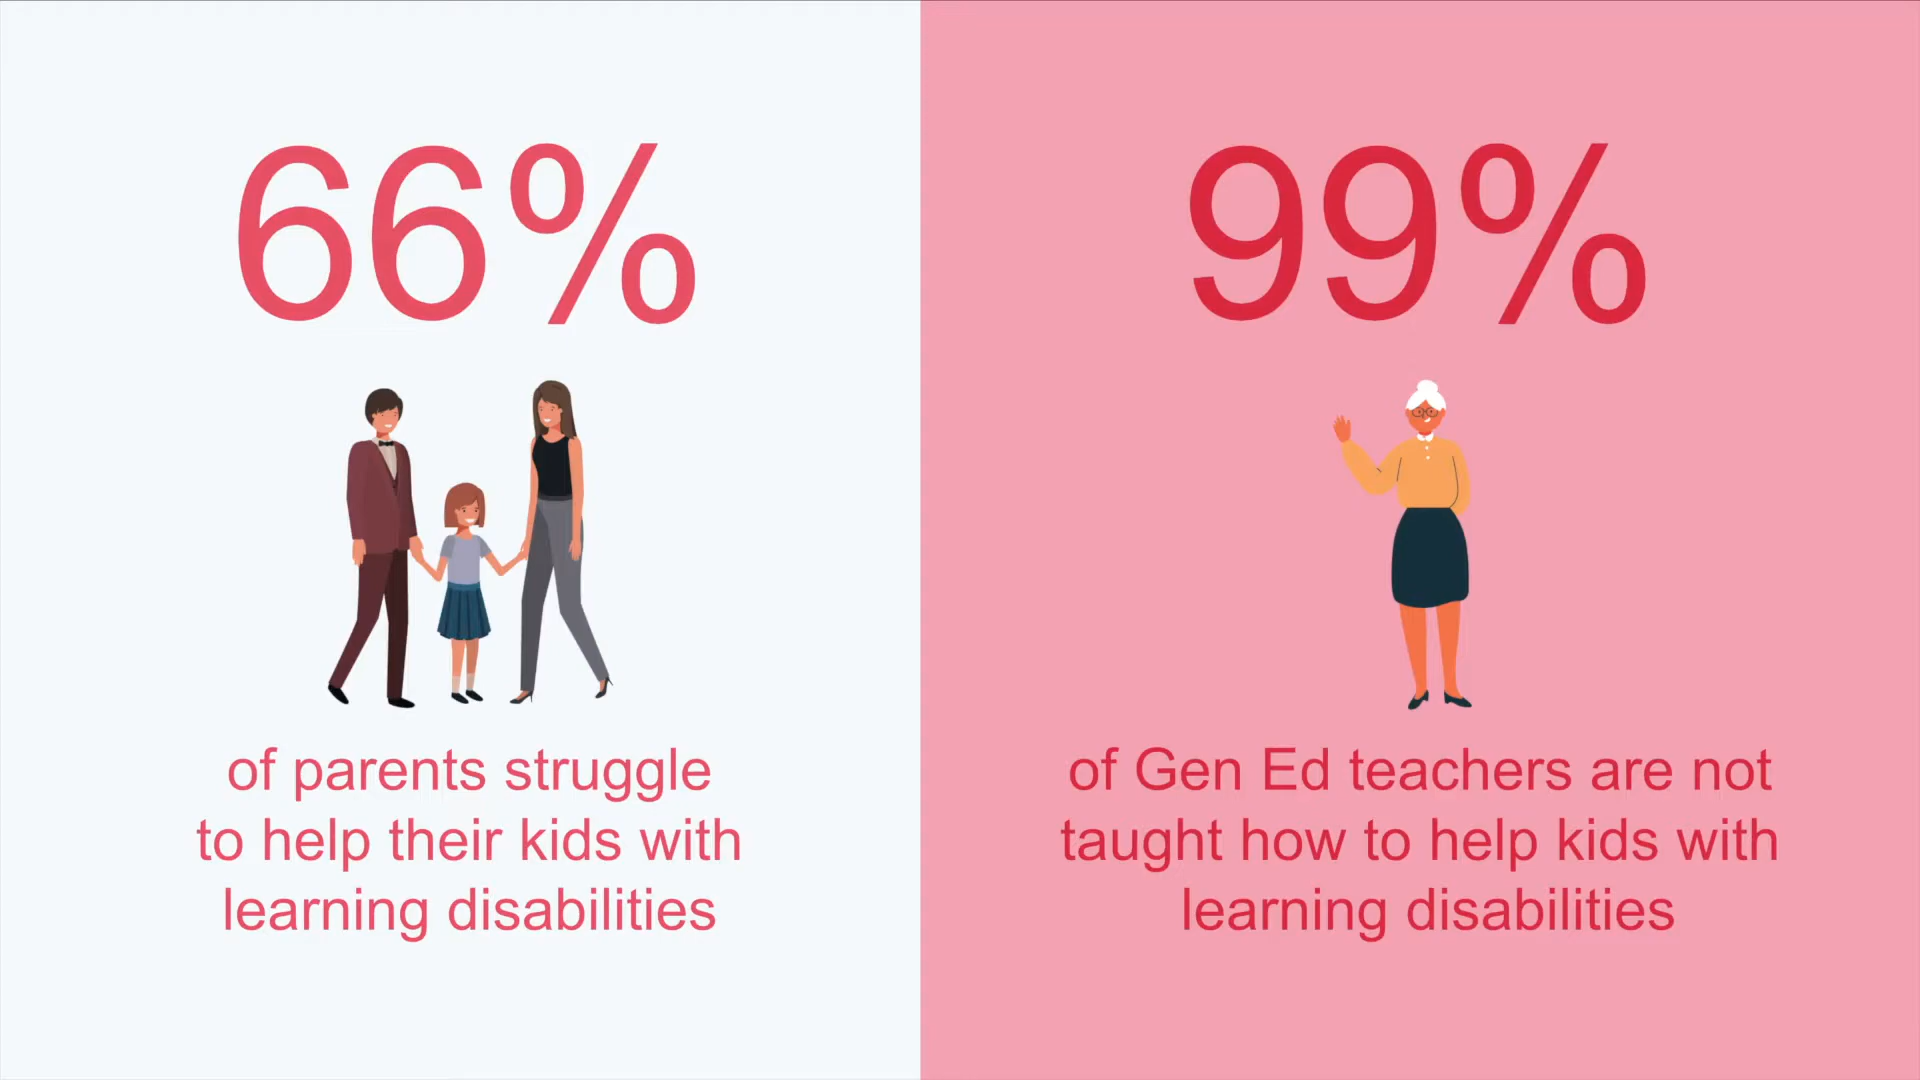 66%
of parents struggle
to help their kids with
learning disabilities
99%
of Gen Ed teachers are not
taught how to help kids with
learning disabilities